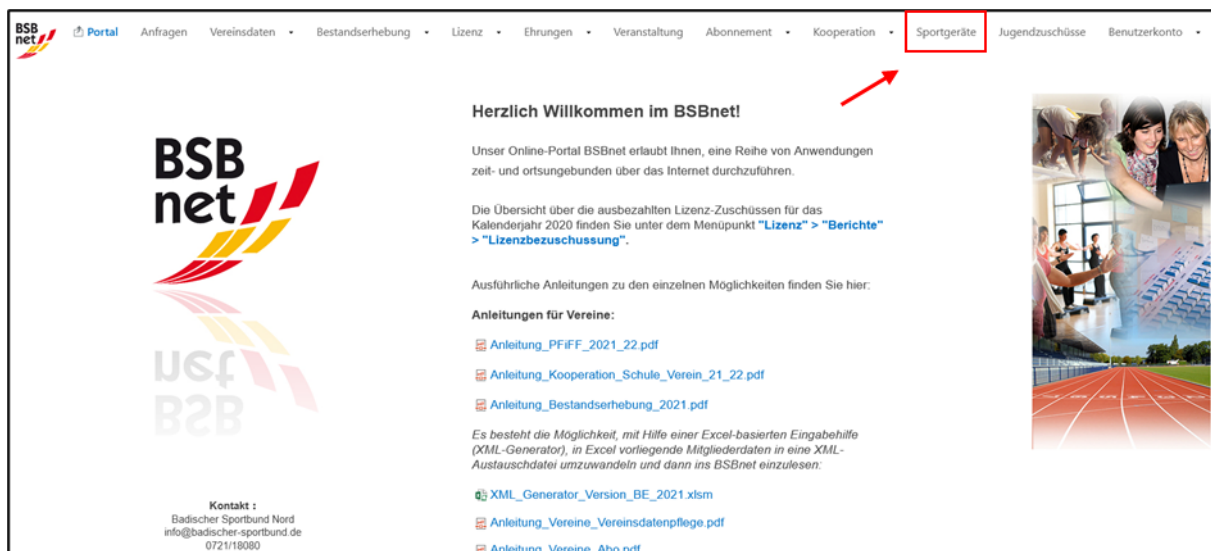 BSB
net
Portal Anfragen Vereinsdaten Bestandserhebung Lizenz Ehrungen Veranstaltung Abonnement Kooperation Sportgeräte Jugendzuschüsse Benutzerkonto
BSB
net
Herzlich Willkommen im BSBnet!
Unser Online-Portal BSBnet erlaubt Ihnen, eine Reihe von Anwendungen
zeit- und ortsungebunden über das Internet durchzuführen.
Die Übersicht über die ausbezahlten Lizenz-Zuschüssen für das
Kalenderjahr 2020 finden Sie unter dem Menüpunkt "Lizenz" > "Berichte"
> "Lizenzbezuschussung".
Ausführliche Anleitungen zu den einzelnen Möglichkeiten finden Sie hier:
Anleitungen für Vereine:
Anleitung_PFiFF_2021_22.pdf
Anleitung_Kooperation_Schule_Verein_21_22.pdf
Anleitung_Bestandserhebung_2021.pdf
Es besteht die Möglichkeit, mit Hilfe einer Excel-basierten Eingabehilfe
(XML-Generator), in Excel vorliegende Mitgliederdaten in eine XML-
Austauschdatei umzuwandeln und dann ins BSBnet einzulesen:
XML_Generator_Version_BE_2021.xlsm
Anleitung_Vereine_Vereinsdatenpflege.pdf
Anleitung_Vereine_Abo.pdf
Kontakt :
Badischer Sportbund Nord
info@badischer-sportbund.de
0721/18080